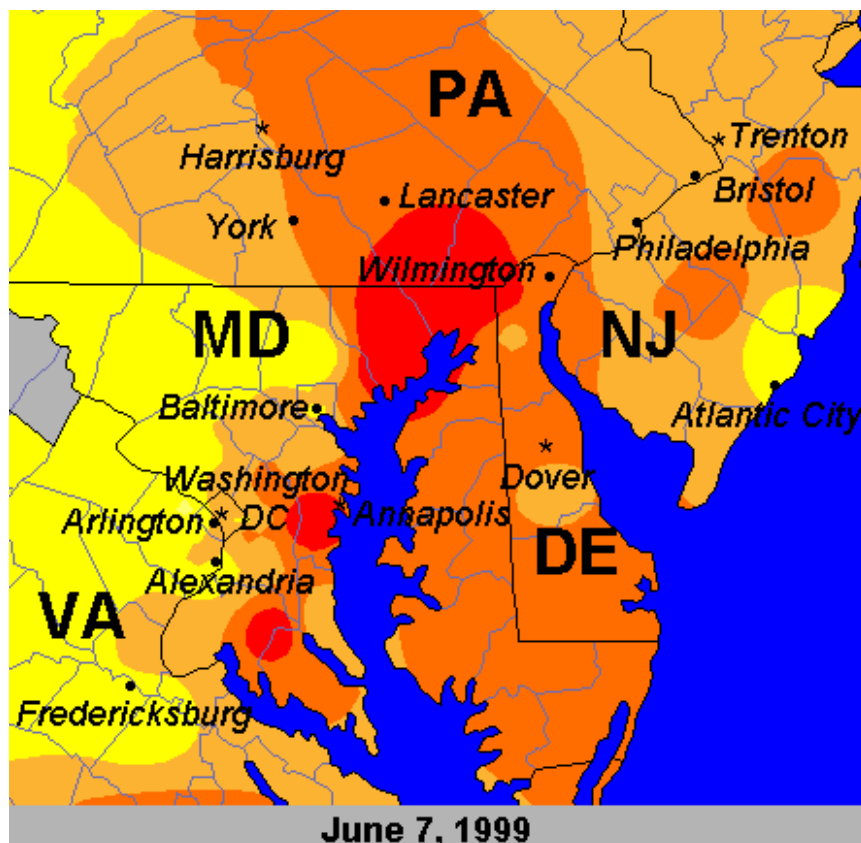 PA
Trenton
Harrisburg
Bristol
Lancaster
York
Philadelphia
Wilmington
MD
NJ
Baltimore
Atlantic City
Washington
Dover
Arlington
DC
Annapolis
DE
Alexandria
VA
Fredericksburg
June 7, 1999